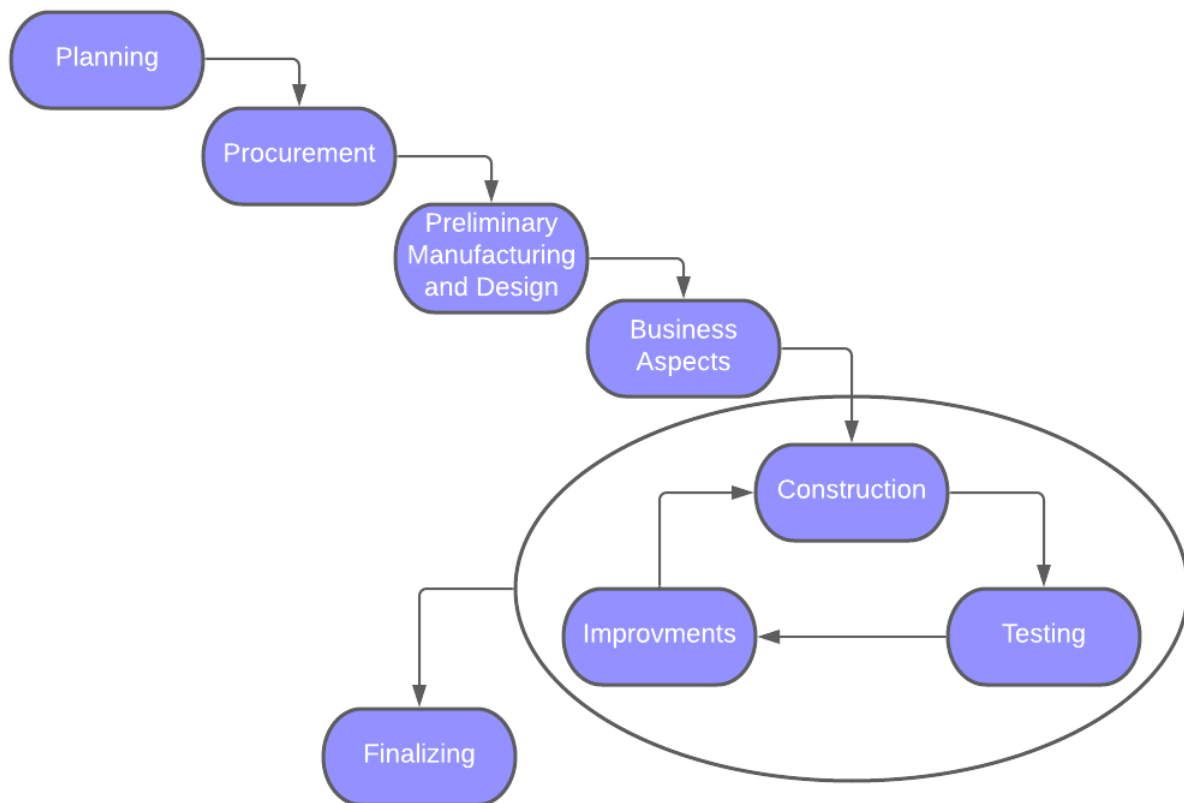 Planning
Procurement
Preliminary
Manufacturing
and Design
Business
Aspects
Construction
Improvments
Testing
Finalizing